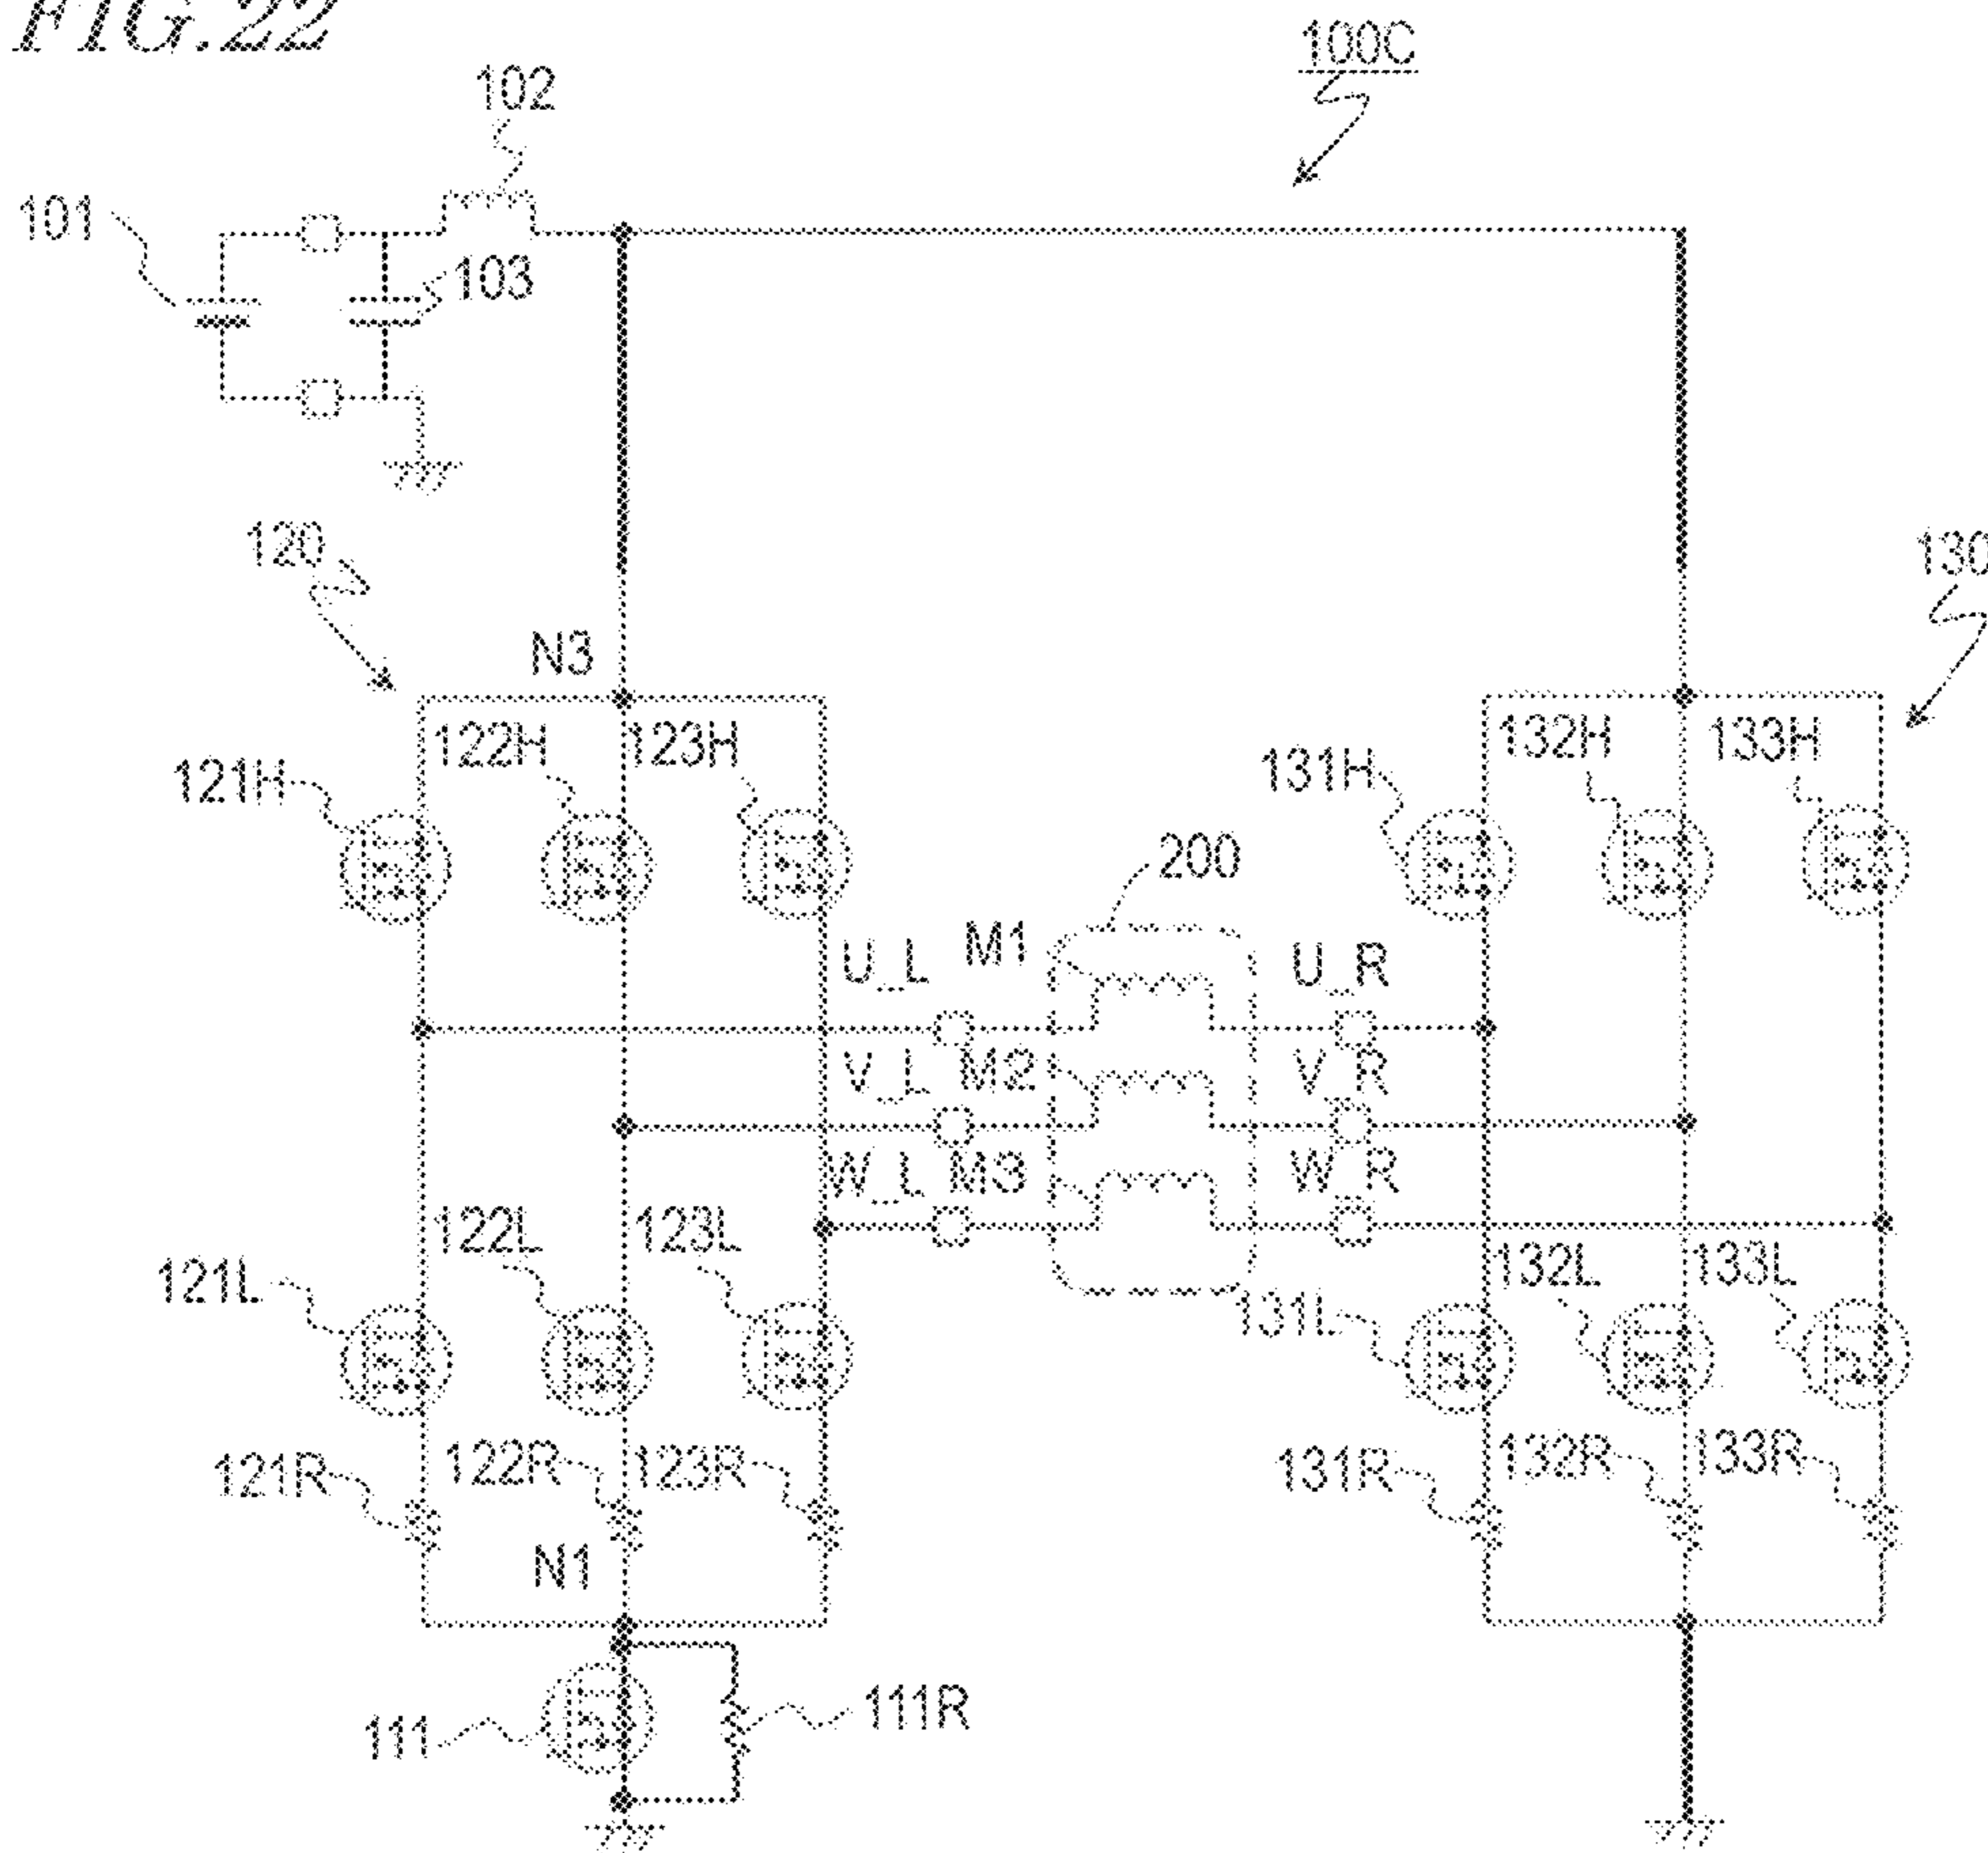 FIG.22
100C
102
101
103
120
130
N3
122H
123H
132H
133H
121H
131H
200
U_L
M1
U_R
V_L
M2
V_R
W_L
M3
W_R
122L
123L
132L
133L
121L
131L
121R
122R
123R
131R
132R
133R
N1
111
111R